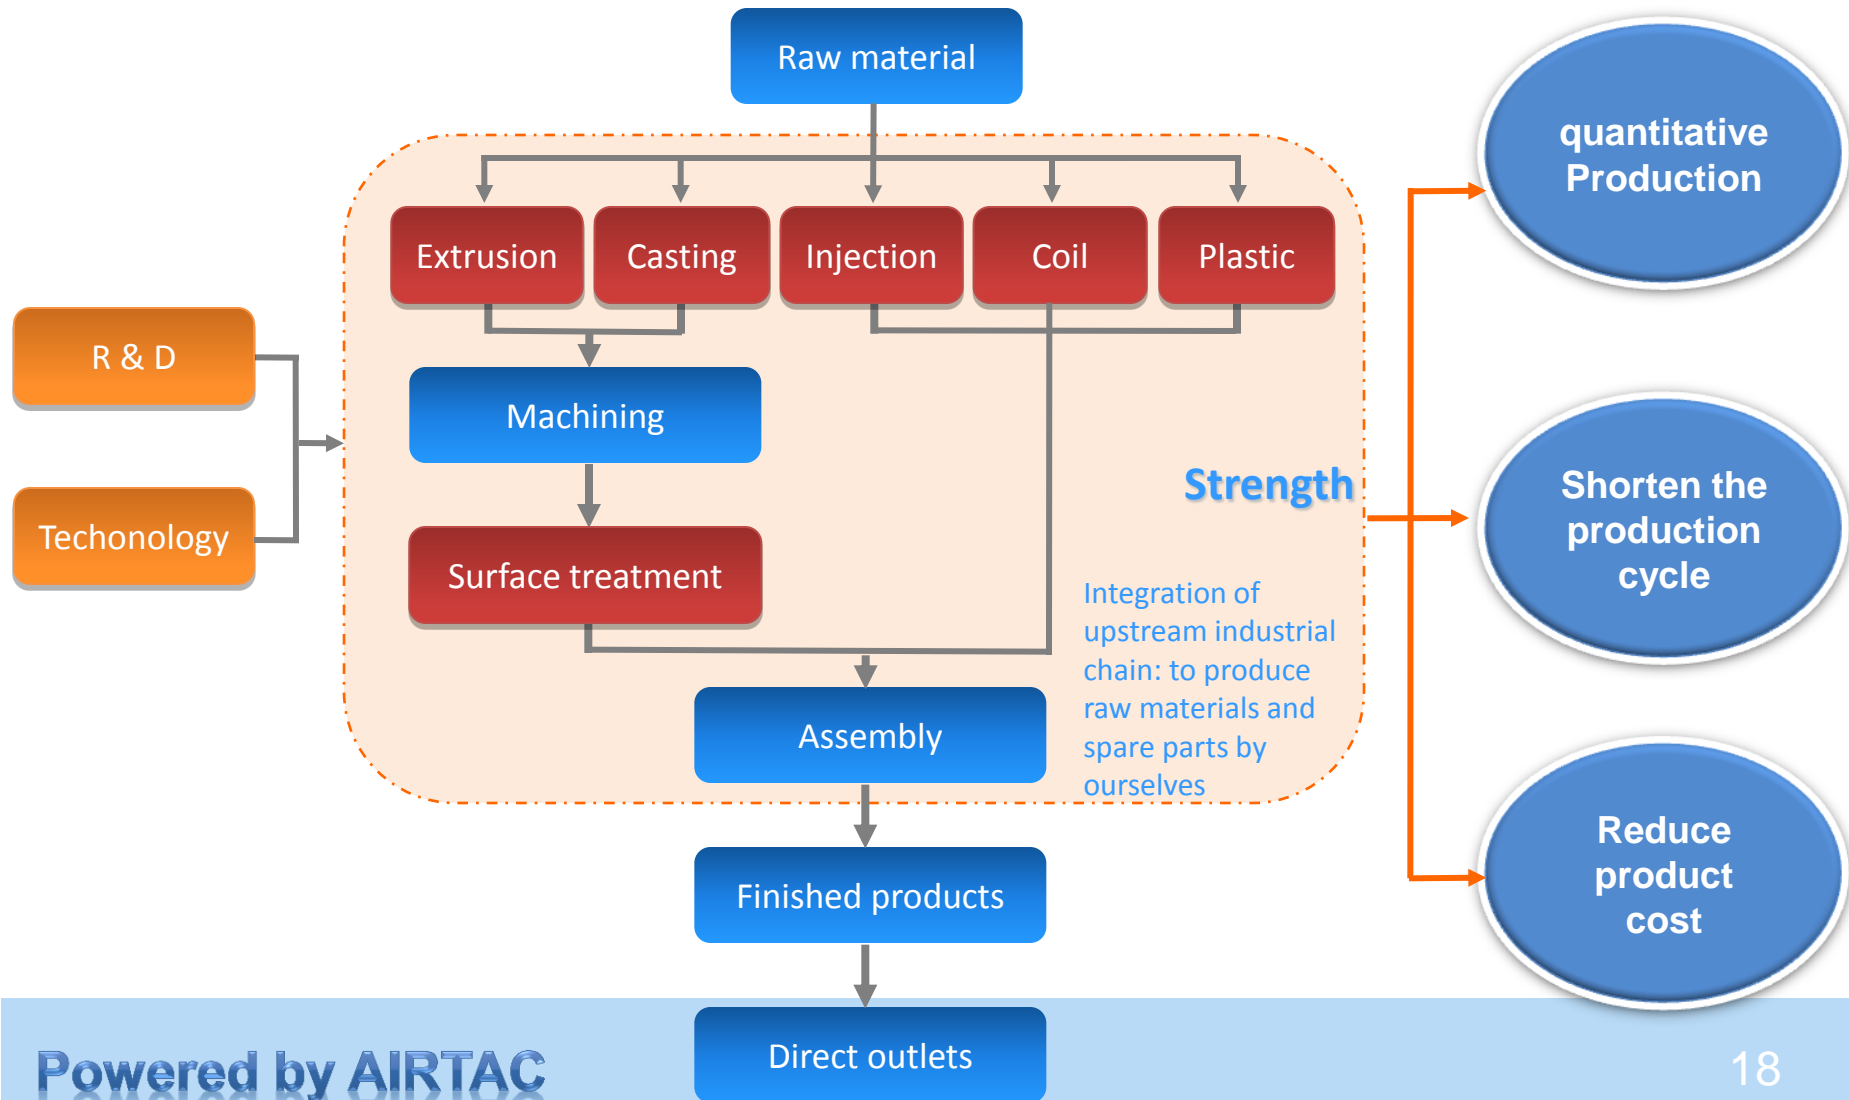 Raw material
quantitative
Production
Extrusion
Casting
Injection
Coil
Plastic
R & D
Machining
Techonology
Strength
Shorten the
production
cycle
Surface treatment
Integration of
upstream industrial
chain: to produce
raw materials and
spare parts by
ourselves
Assembly
Reduce
product
cost
Finished products
Direct outlets
Powered by AIRTAC
18